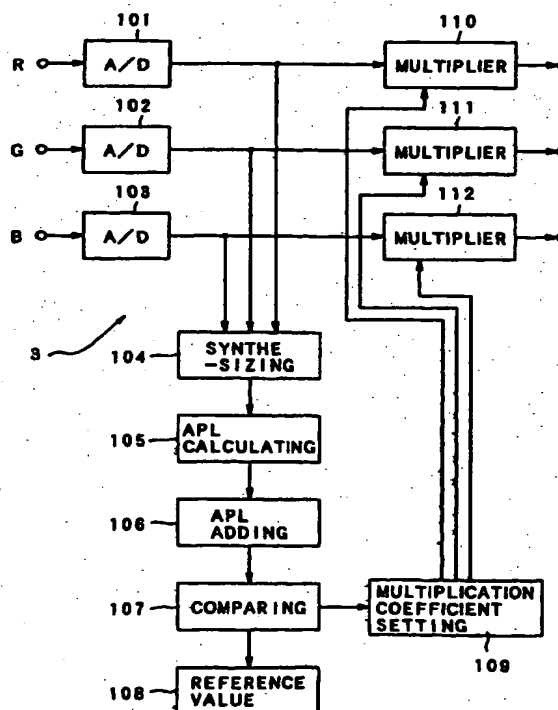 101
110
R
A/D
MULTIPLIER
102
111
G
A/D
MULTIPLIER
103
112
B
A/D
MULTIPLIER
3
104
SYNTHE
-SIZING
105
APL
CALCULATING
106
APL
ADDING
107
COMPARING
MULTIPLICATION
COEFFICIENT
SETTING
109
108
REFERENCE
VALUE